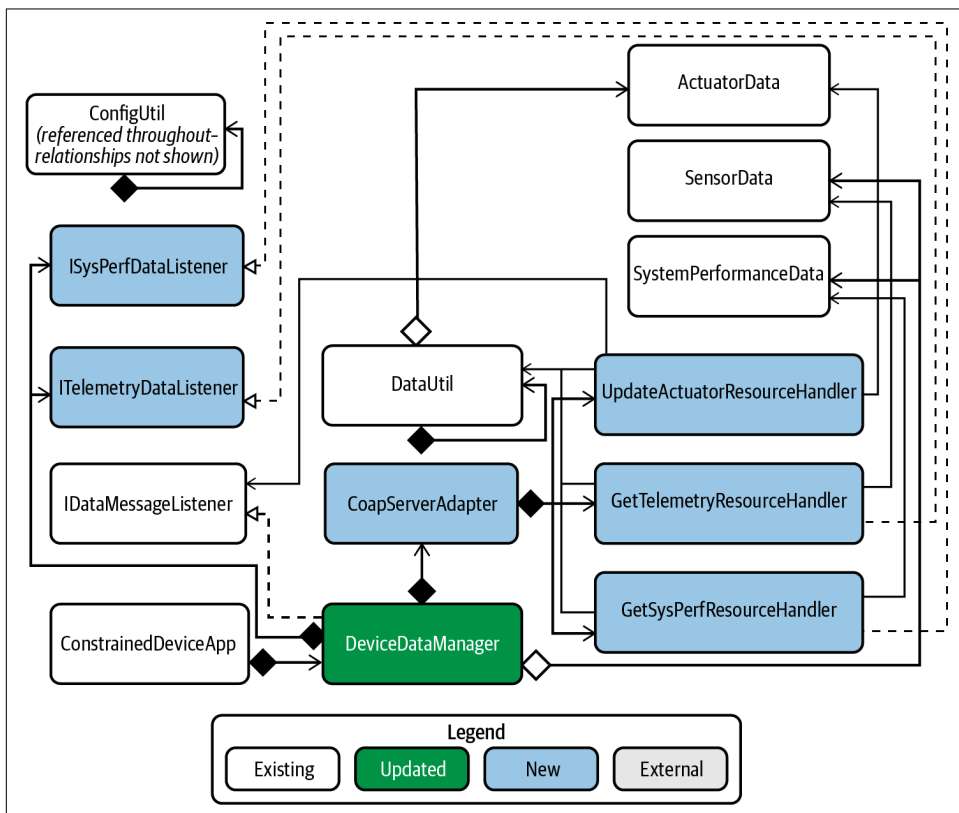 ActuatorData
ConfigUtil
(referenced throughout–
relationships not shown)
SensorData
ISysPerfDataListener
SystemPerformanceData
ITelemetryDataListener
DataUtil
UpdateActuatorResourceHandler
IDataMessageListener
CoapServerAdapter
GetTelemetryResourceHandler
GetSysPerfResourceHandler
ConstrainedDeviceApp
DeviceDataManager
Legend
Existing
Updated
New
External